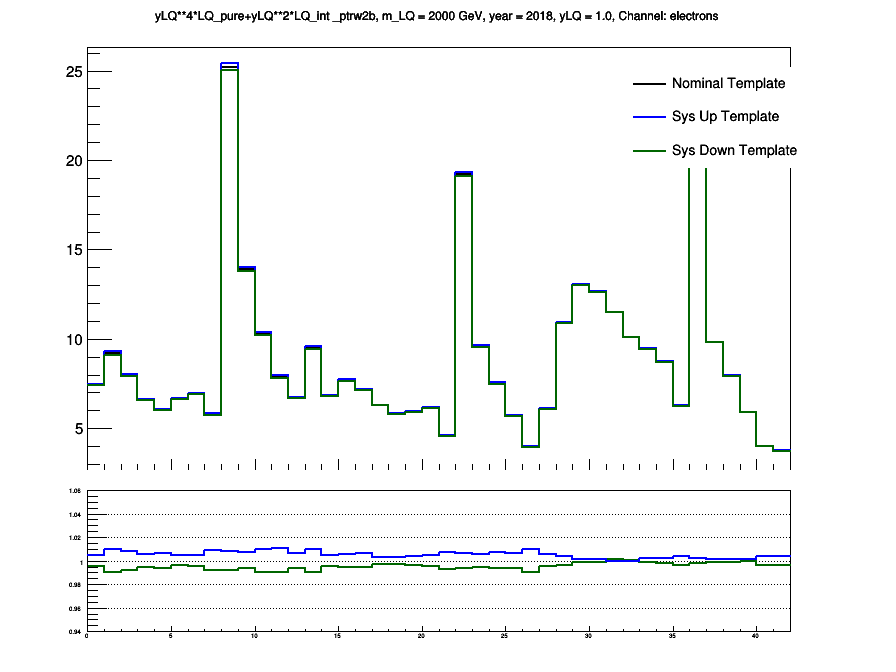 yLQ**4*LQ_pure+yLQ**2*LQ_int _ptrw2b, m_LQ = 2000 GeV, year = 2018, yLQ = 1.0, Channel: electrons
25
Nominal Template
Sys Up Template
Sys Down Template
20
15
10
5
1.06
1.04
1.02
1
0.98
0.96
0.94
0 5 10 15 20 25 30 35 40